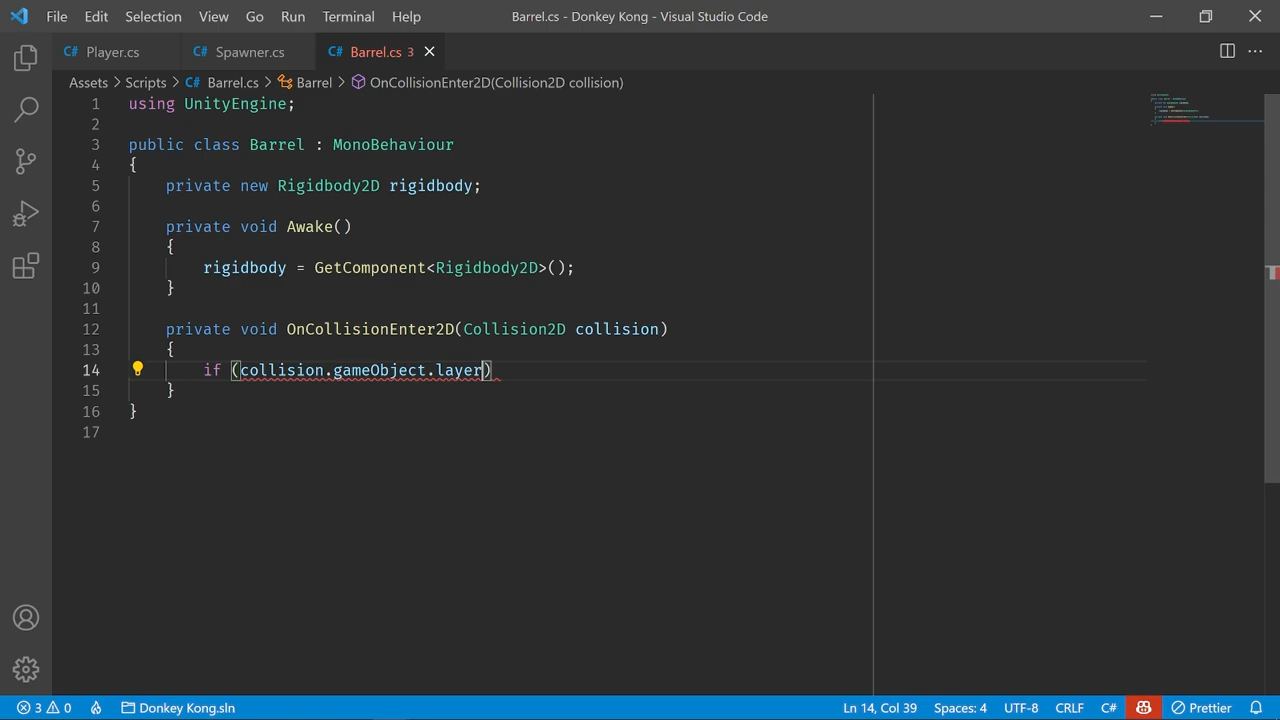 File Edit Selection View Go Run Terminal Help Barrel.cs - Donkey Kong - Visual Studio Code
C# Player.cs C# Spawner.cs C# Barrel.cs 3
Assets > Scripts > C# Barrel.cs > Barrel > OnCollisionEnter2D(Collision2D collision)
1 using UnityEngine;
2
3 public class Barrel : MonoBehaviour
4 {
5 private new Rigidbody2D rigidbody;
6
7 private void Awake()
8 {
9 rigidbody = GetComponent<Rigidbody2D>();
10 }
11
12 private void OnCollisionEnter2D(Collision2D collision)
13 {
14 if (collision.gameObject.layer)
15 }
16 }
17
3 0 Donkey Kong.sln Ln 14, Col 39 Spaces: 4 UTF-8 CRLF C# Prettier